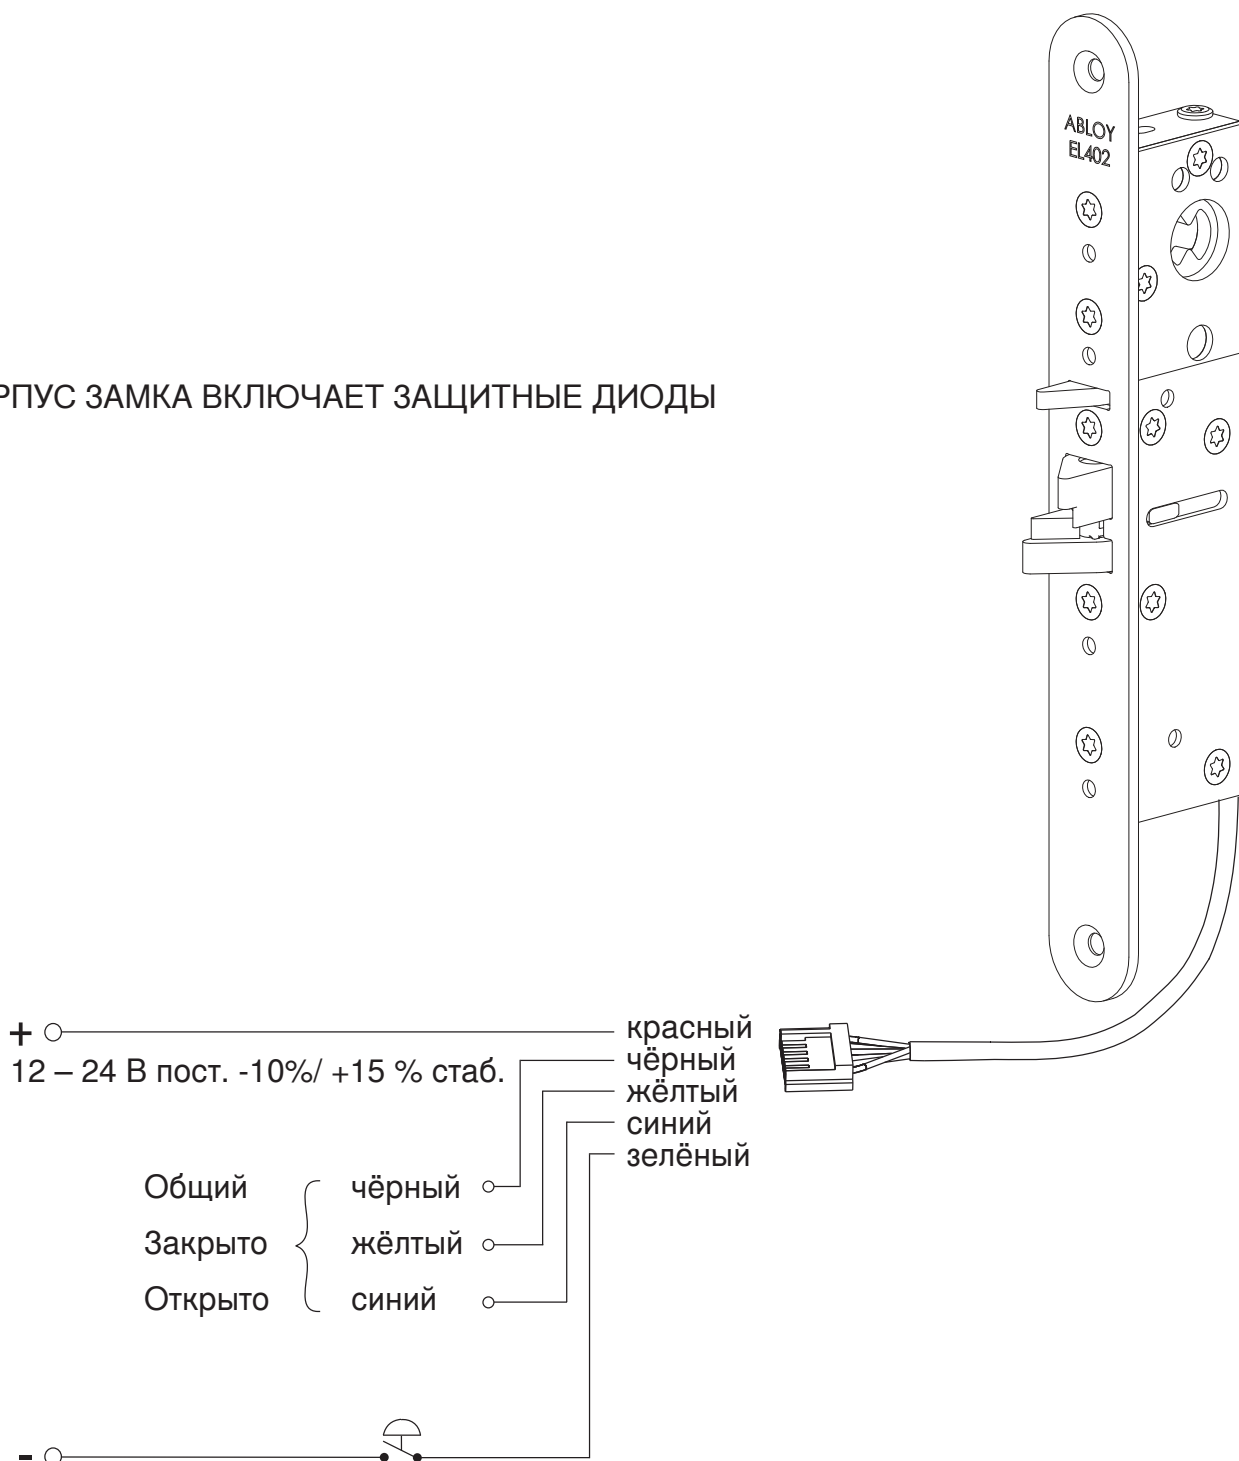 ABLOY
EL402
РПУС ЗАМКА ВКЛЮЧАЕТ ЗАЩИТНЫЕ ДИОДЫ
+ красный
12 – 24 В пост. -10%/ +15 % стаб. чёрный
жёлтый
синий
зелёный
Общий чёрный
Закрыто жёлтый
Открыто синий
-